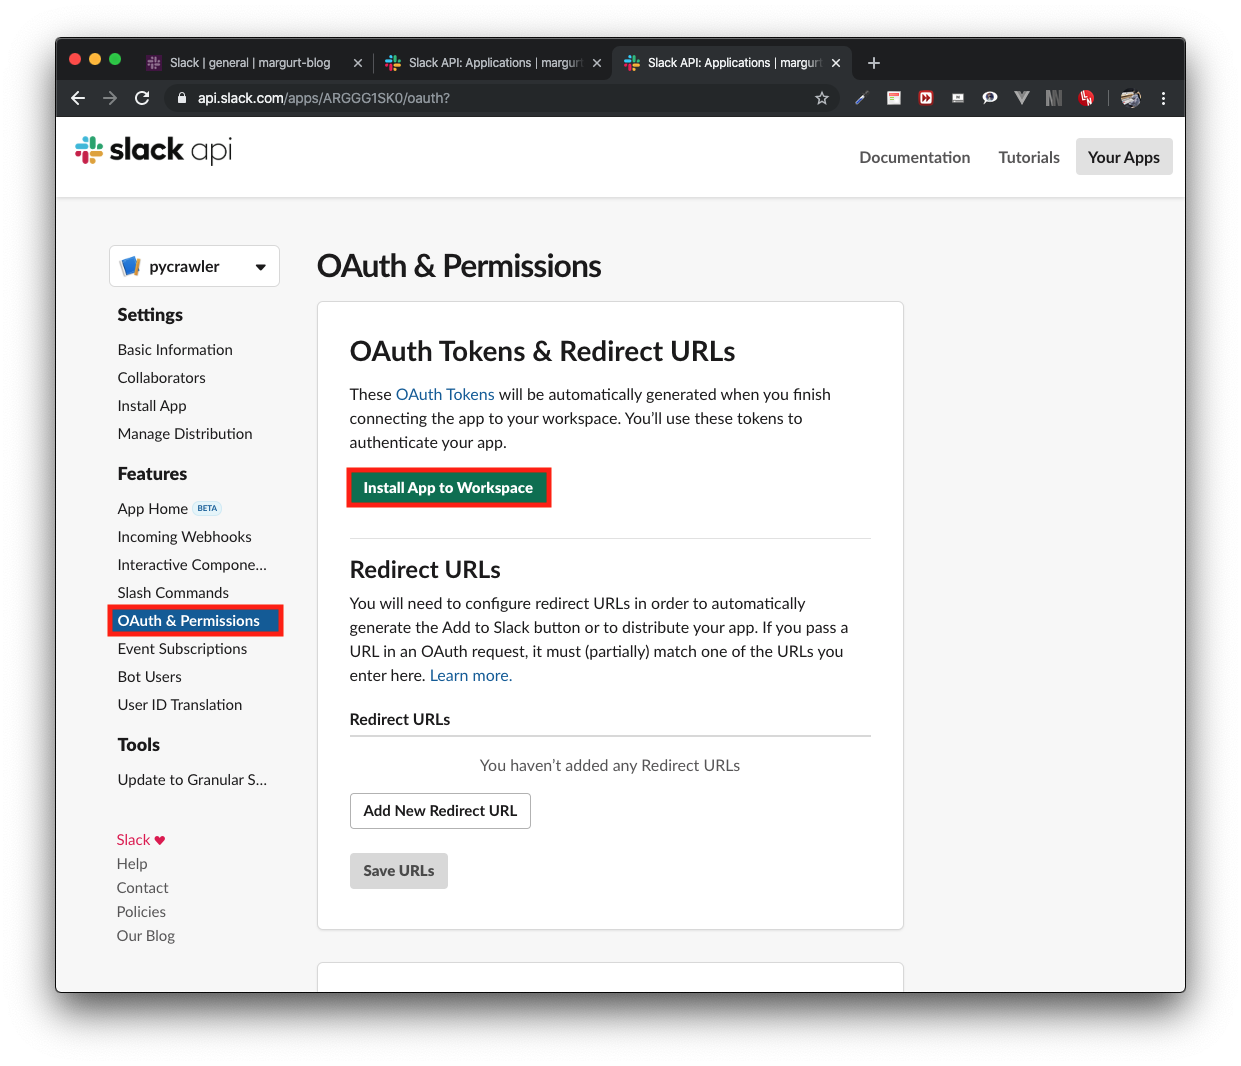 Slack | general | margurt-blog
Slack API: Applications | margurt
Slack API: Applications | margurt
api.slack.com/apps/ARGGG1SK0/oauth?
slack api
Documentation
Tutorials
Your Apps
pycrawler
Settings
Basic Information
Collaborators
Install App
Manage Distribution
Features
App Home BETA
Incoming Webhooks
Interactive Compone...
Slash Commands
OAuth & Permissions
Event Subscriptions
Bot Users
User ID Translation
Tools
Update to Granular S...
Slack ♥
Help
Contact
Policies
Our Blog
OAuth & Permissions
OAuth Tokens & Redirect URLs
These OAuth Tokens will be automatically generated when you finish
connecting the app to your workspace. You’ll use these tokens to
authenticate your app.
Install App to Workspace
Redirect URLs
You will need to configure redirect URLs in order to automatically
generate the Add to Slack button or to distribute your app. If you pass a
URL in an OAuth request, it must (partially) match one of the URLs you
enter here. Learn more.
Redirect URLs
You haven’t added any Redirect URLs
Add New Redirect URL
Save URLs